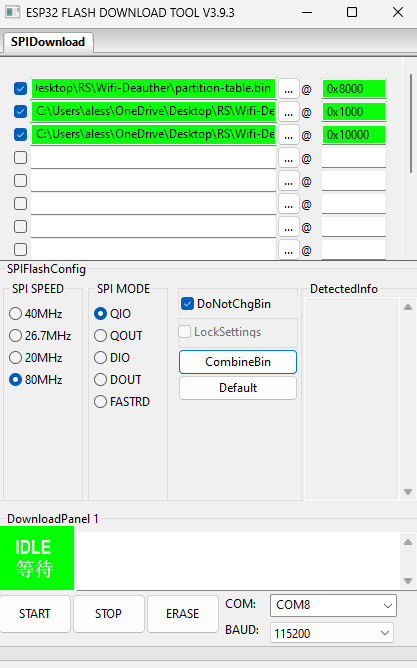 ESP32 FLASH DOWNLOAD TOOL V3.9.3
SPIDownload
esktop\RS\Wifi-Deauther\partition-table.bin ... @ 0x8000
C:\Users\aless\OneDrive\Desktop\RS\Wifi-De ... @ 0x1000
C:\Users\aless\OneDrive\Desktop\RS\Wifi-De ... @ 0x10000
... @
... @
... @
... @
... @
SPIFlashConfig
SPI SPEED
40MHz
26.7MHz
20MHz
80MHz
SPI MODE
QIO
QOUT
DIO
DOUT
FASTRD
DoNotChgBin
LockSettings
CombineBin
Default
DetectedInfo
DownloadPanel 1
IDLE
等待
START STOP ERASE
COM: COM8
BAUD: 115200